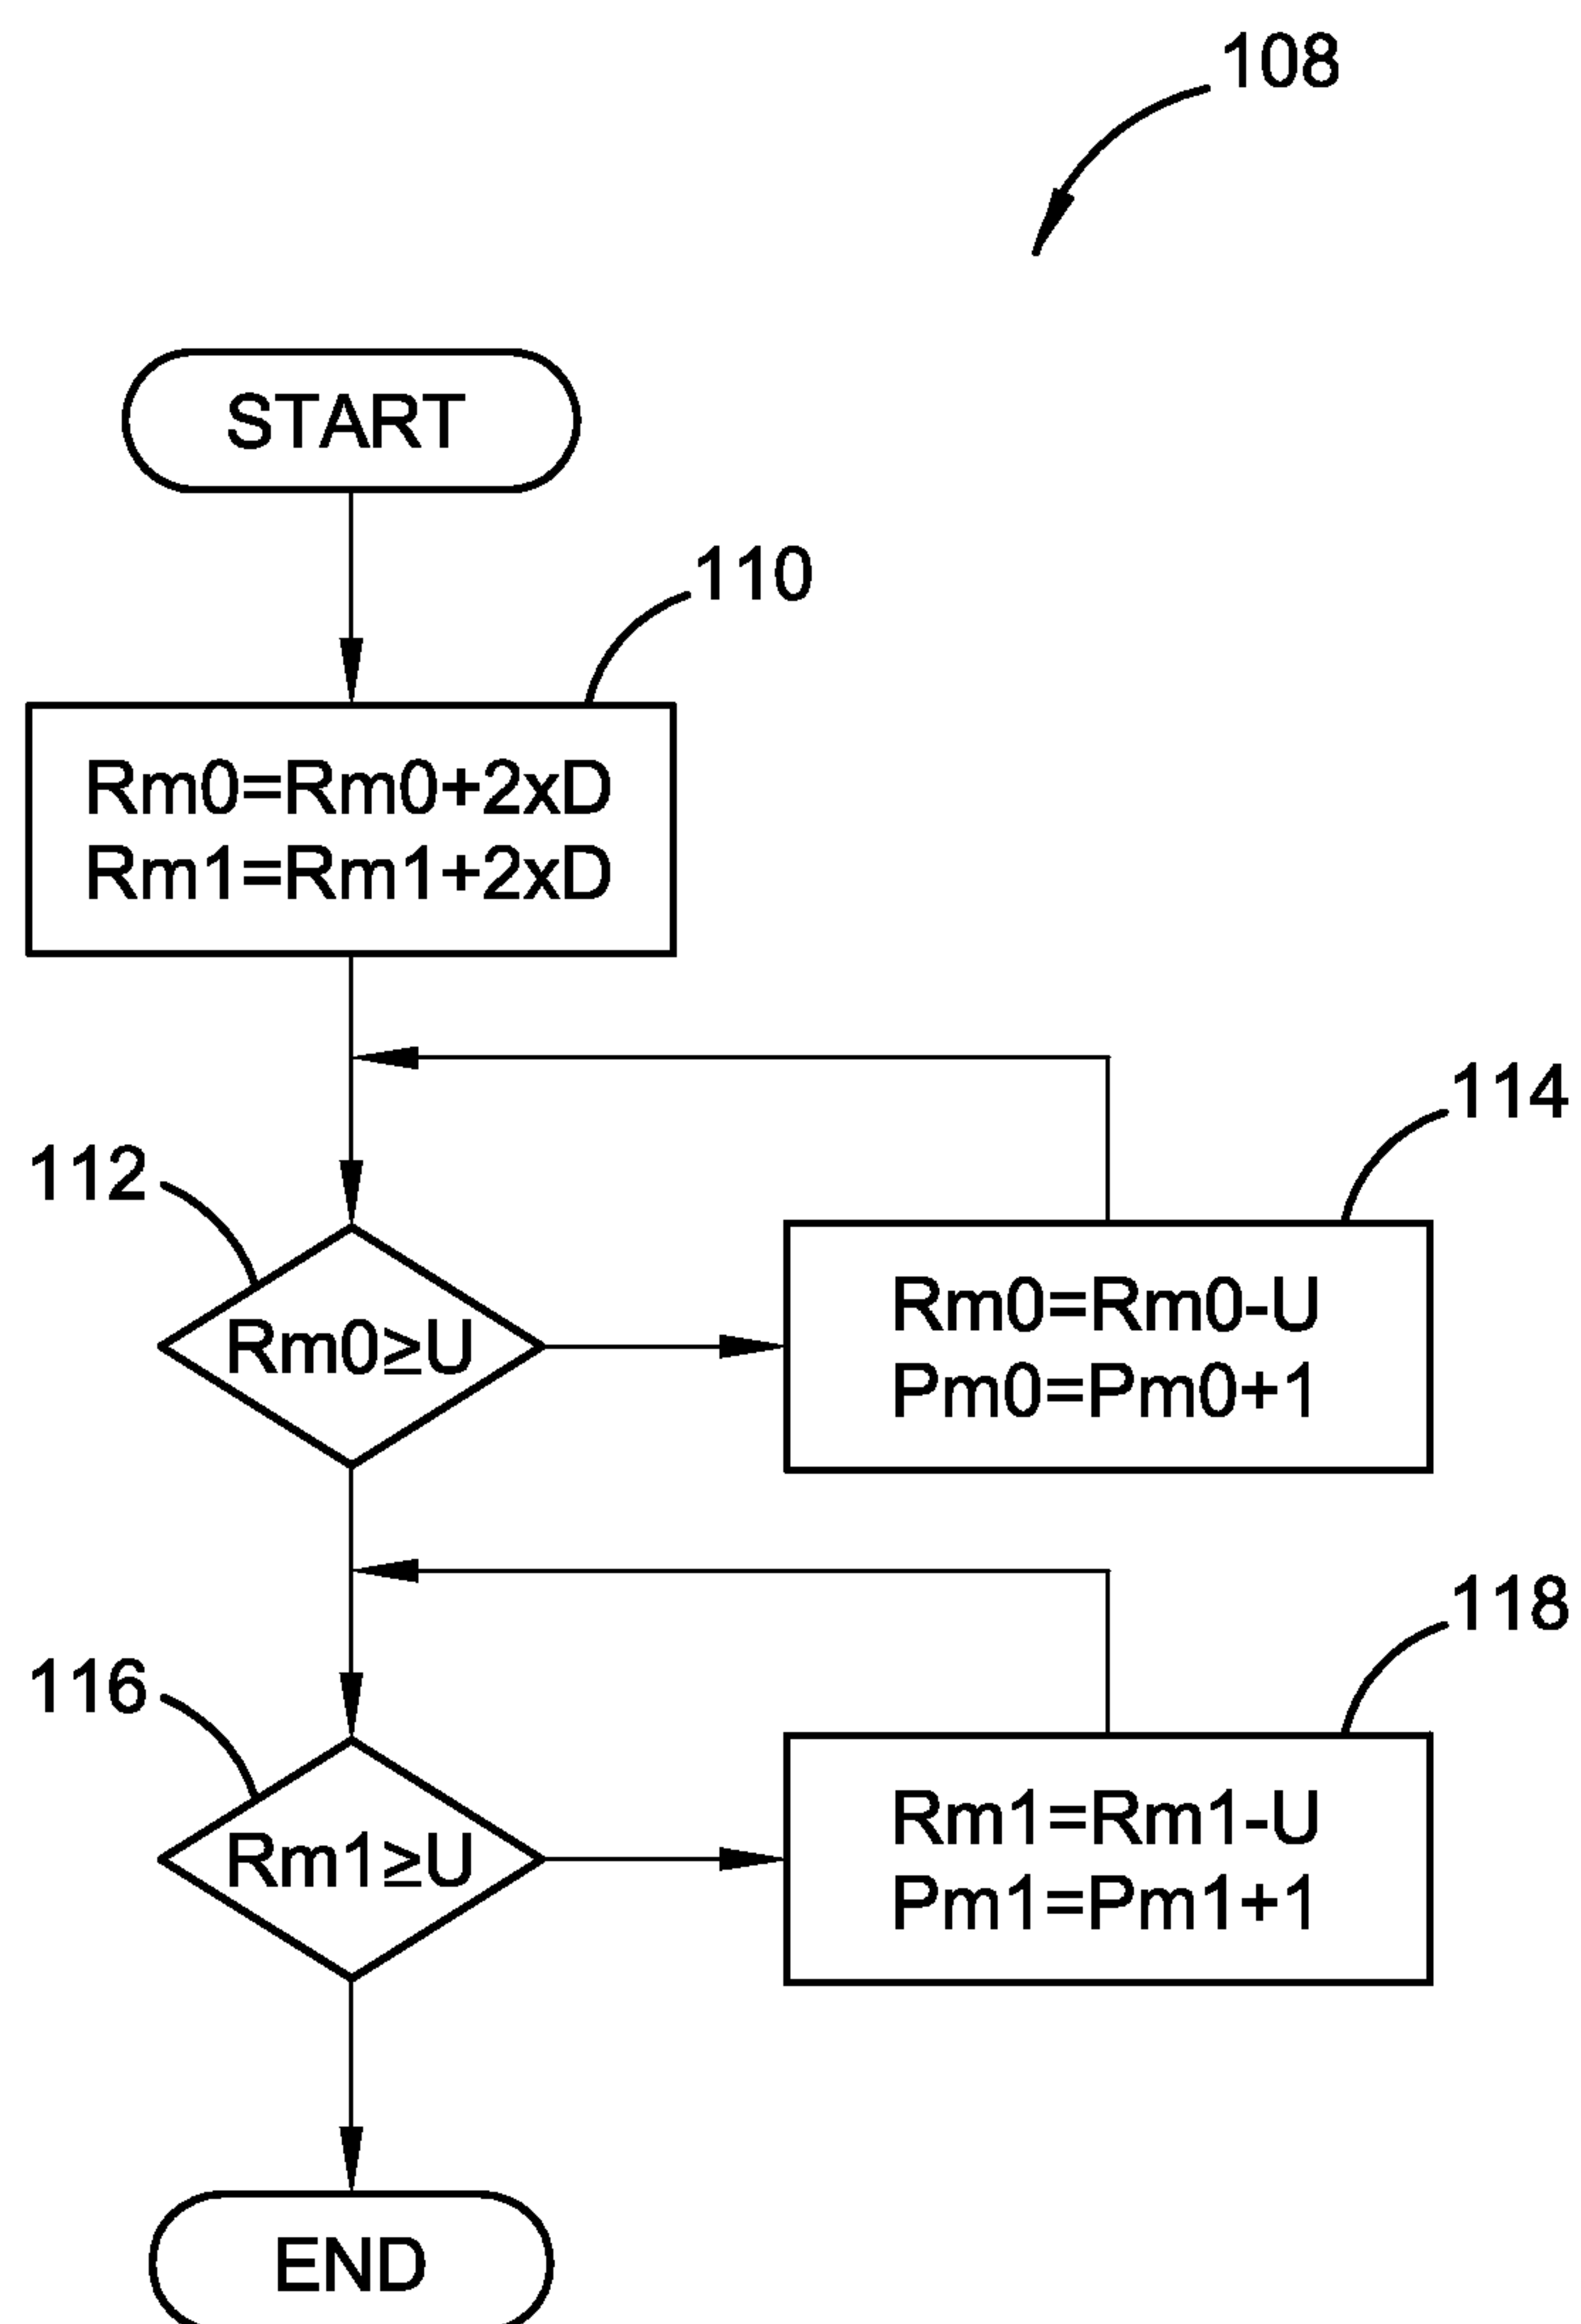 108
START
110
Rm0=Rm0+2xD
Rm1=Rm1+2xD
114
112
Rm0≥U
Rm0=Rm0-U
Pm0=Pm0+1
118
116
Rm1≥U
Rm1=Rm1-U
Pm1=Pm1+1
END